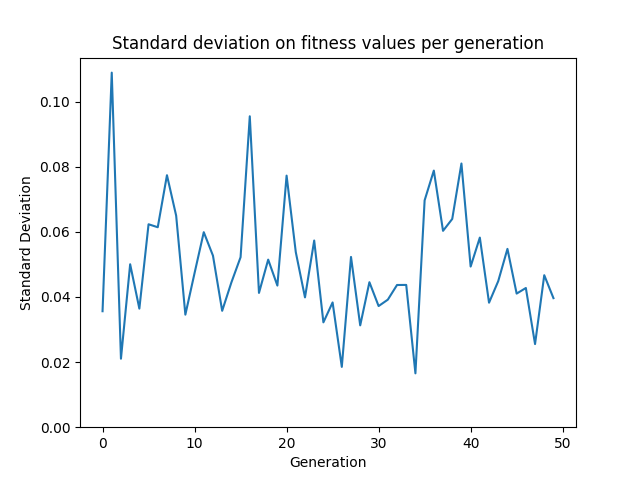 Standard deviation on fitness values per generation
0.10
0.08
0.06
0.04
0.02
0.00
Standard Deviation
0 10 20 30 40 50
Generation